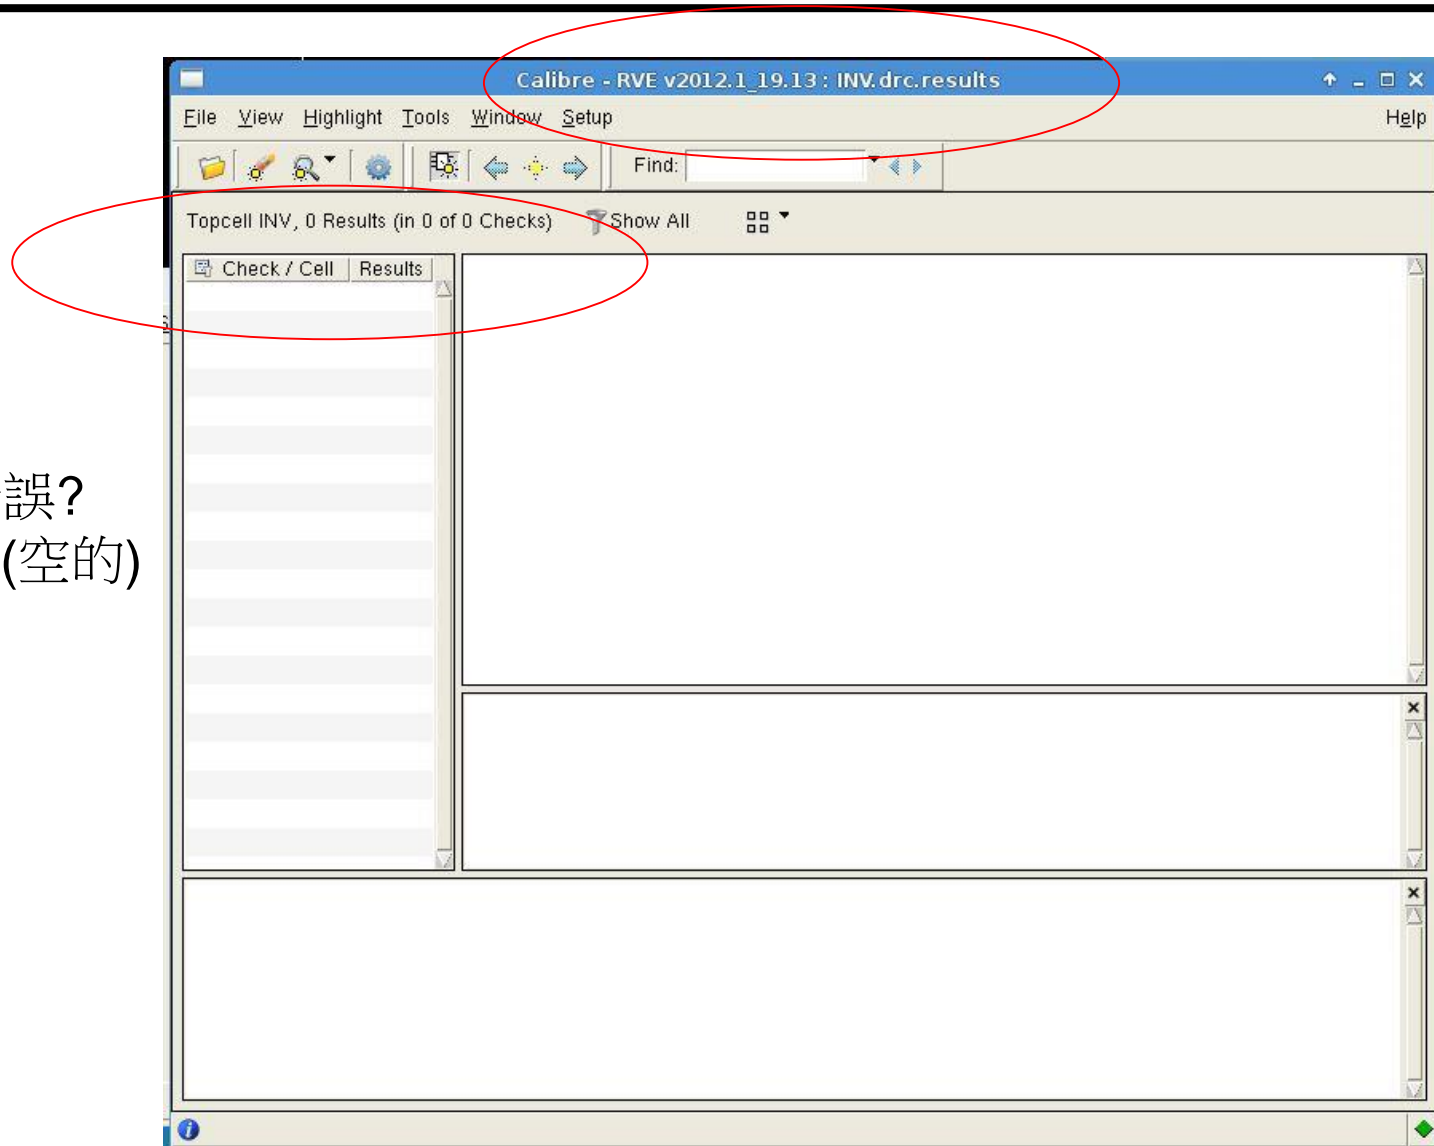 Calibre - RVE v2012.1_19.13 : INV.drc.results
File View Highlight Tools Window Setup Help
Find:
Topcell INV, 0 Results (in 0 of 0 Checks) Show All
Check / Cell Results
誤?
(空的)